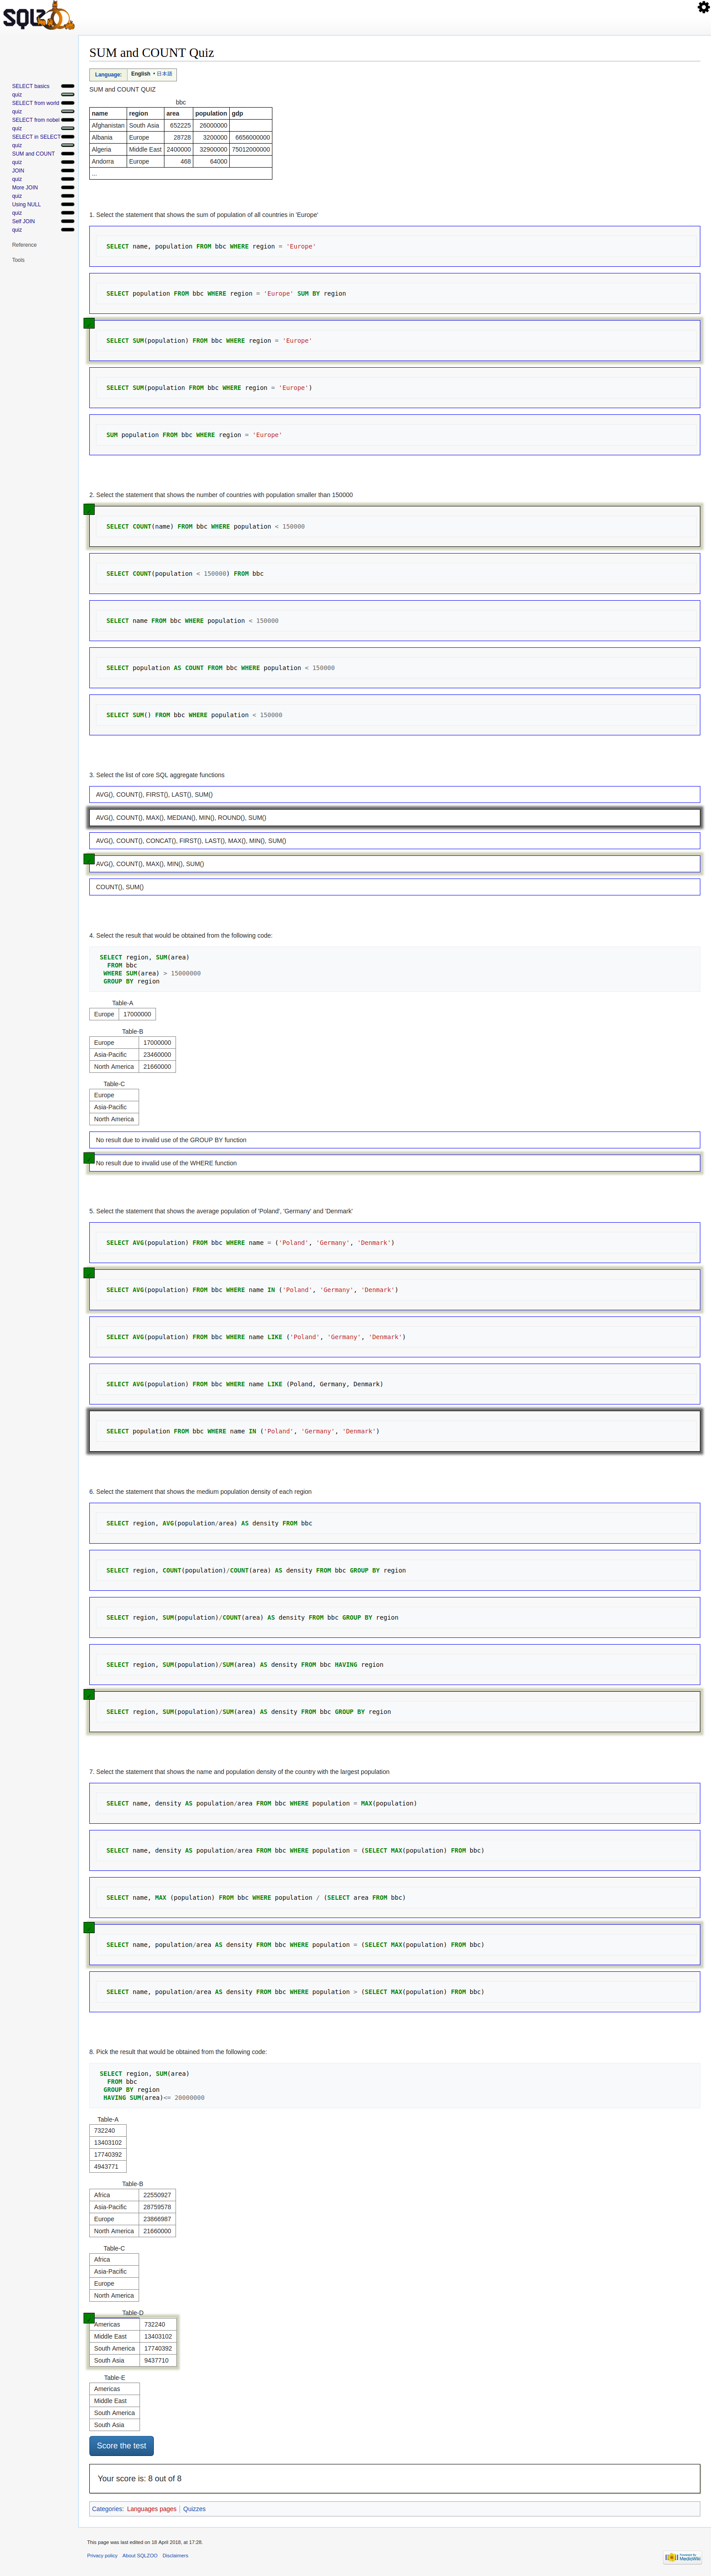 SQLZOO
SELECT basics
quiz
SELECT from world
quiz
SELECT from nobel
quiz
SELECT in SELECT
quiz
SUM and COUNT
quiz
JOIN
quiz
More JOIN
quiz
Using NULL
quiz
Self JOIN
quiz
Reference
Tools
SUM and COUNT Quiz
Language: English • 日本語
SUM and COUNT QUIZ
bbc
name region area population gdp
Afghanistan South Asia 652225 26000000
Albania Europe 28728 3200000 6656000000
Algeria Middle East 2400000 32900000 75012000000
Andorra Europe 468 64000
...
1. Select the statement that shows the sum of population of all countries in 'Europe'
SELECT name, population FROM bbc WHERE region = 'Europe'
SELECT population FROM bbc WHERE region = 'Europe' SUM BY region
SELECT SUM(population) FROM bbc WHERE region = 'Europe'
SELECT SUM(population FROM bbc WHERE region = 'Europe')
SUM population FROM bbc WHERE region = 'Europe'
2. Select the statement that shows the number of countries with population smaller than 150000
SELECT COUNT(name) FROM bbc WHERE population < 150000
SELECT COUNT(population < 150000) FROM bbc
SELECT name FROM bbc WHERE population < 150000
SELECT population AS COUNT FROM bbc WHERE population < 150000
SELECT SUM() FROM bbc WHERE population < 150000
3. Select the list of core SQL aggregate functions
AVG(), COUNT(), FIRST(), LAST(), SUM()
AVG(), COUNT(), MAX(), MEDIAN(), MIN(), ROUND(), SUM()
AVG(), COUNT(), CONCAT(), FIRST(), LAST(), MAX(), MIN(), SUM()
AVG(), COUNT(), MAX(), MIN(), SUM()
COUNT(), SUM()
4. Select the result that would be obtained from the following code:
SELECT region, SUM(area)
FROM bbc
WHERE SUM(area) > 15000000
GROUP BY region
Table-A
Europe 17000000
Table-B
Europe 17000000
Asia-Pacific 23460000
North America 21660000
Table-C
Europe
Asia-Pacific
North America
No result due to invalid use of the GROUP BY function
No result due to invalid use of the WHERE function
5. Select the statement that shows the average population of 'Poland', 'Germany' and 'Denmark'
SELECT AVG(population) FROM bbc WHERE name = ('Poland', 'Germany', 'Denmark')
SELECT AVG(population) FROM bbc WHERE name IN ('Poland', 'Germany', 'Denmark')
SELECT AVG(population) FROM bbc WHERE name LIKE ('Poland', 'Germany', 'Denmark')
SELECT AVG(population) FROM bbc WHERE name LIKE (Poland, Germany, Denmark)
SELECT population FROM bbc WHERE name IN ('Poland', 'Germany', 'Denmark')
6. Select the statement that shows the medium population density of each region
SELECT region, AVG(population/area) AS density FROM bbc
SELECT region, COUNT(population)/COUNT(area) AS density FROM bbc GROUP BY region
SELECT region, SUM(population)/COUNT(area) AS density FROM bbc GROUP BY region
SELECT region, SUM(population)/SUM(area) AS density FROM bbc HAVING region
SELECT region, SUM(population)/SUM(area) AS density FROM bbc GROUP BY region
7. Select the statement that shows the name and population density of the country with the largest population
SELECT name, density AS population/area FROM bbc WHERE population = MAX(population)
SELECT name, density AS population/area FROM bbc WHERE population = (SELECT MAX(population) FROM bbc)
SELECT name, MAX (population) FROM bbc WHERE population / (SELECT area FROM bbc)
SELECT name, population/area AS density FROM bbc WHERE population = (SELECT MAX(population) FROM bbc)
SELECT name, population/area AS density FROM bbc WHERE population > (SELECT MAX(population) FROM bbc)
8. Pick the result that would be obtained from the following code:
SELECT region, SUM(area)
FROM bbc
GROUP BY region
HAVING SUM(area)<= 20000000
Table-A
732240
13403102
17740392
4943771
Table-B
Africa 22550927
Asia-Pacific 28759578
Europe 23866987
North America 21660000
Table-C
Africa
Asia-Pacific
Europe
North America
Table-D
Americas 732240
Middle East 13403102
South America 17740392
South Asia 9437710
Table-E
Americas
Middle East
South America
South Asia
Score the test
Your score is: 8 out of 8
Categories: Languages pages | Quizzes
This page was last edited on 18 April 2018, at 17:28.
Privacy policy About SQLZOO Disclaimers
Powered By MediaWiki